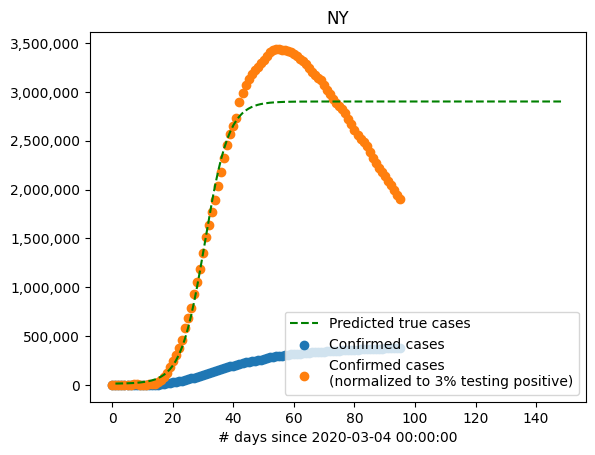 NY
3,500,000
3,000,000
2,500,000
2,000,000
1,500,000
1,000,000
500,000
0
Predicted true cases
Confirmed cases
Confirmed cases
(normalized to 3% testing positive)
0 20 40 60 80 100 120 140
# days since 2020-03-04 00:00:00